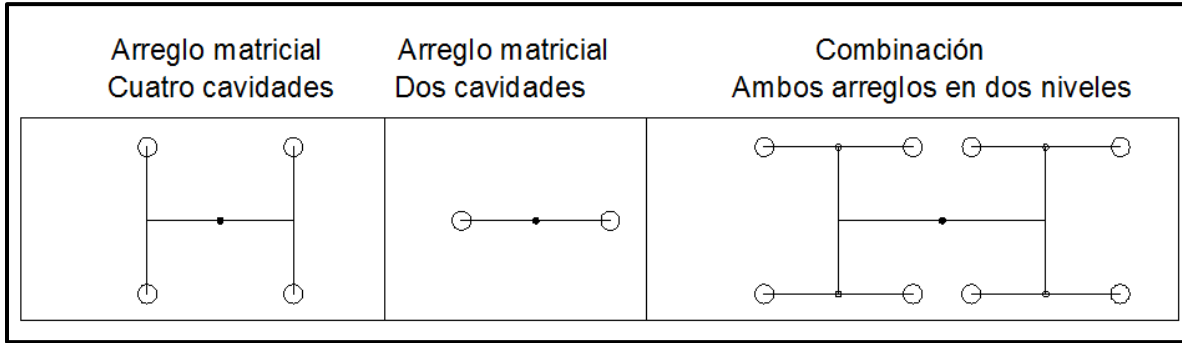 Arreglo matricial
Cuatro cavidades
Arreglo matricial
Dos cavidades
Combinación
Ambos arreglos en dos niveles